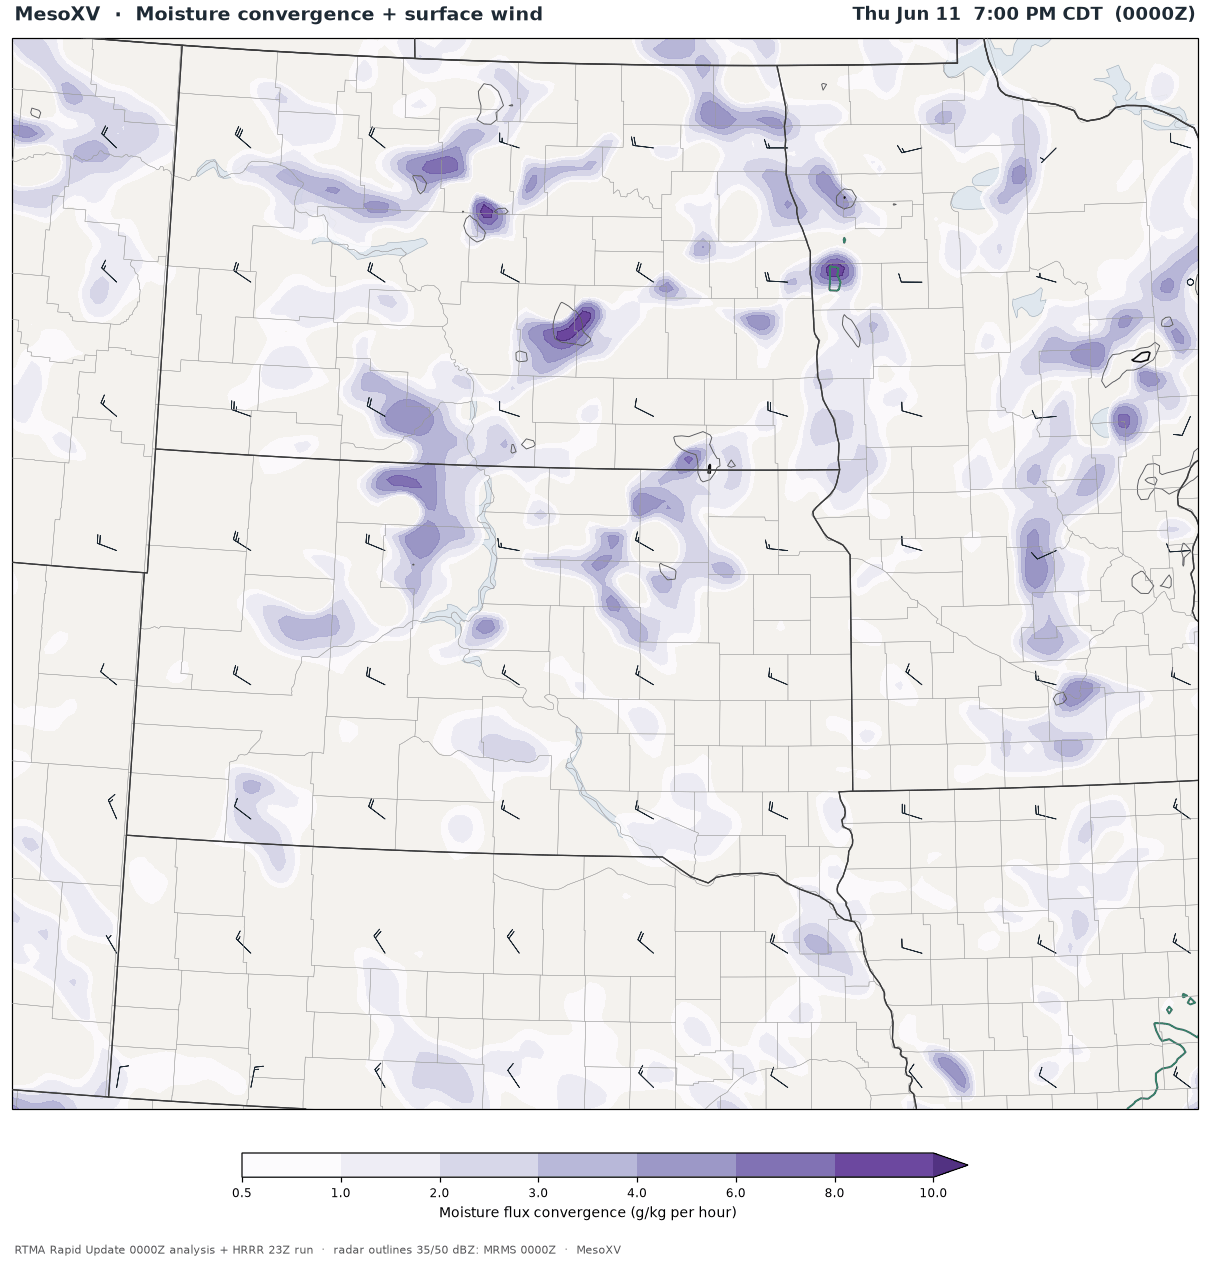 MesoXV · Moisture convergence + surface wind
Thu Jun 11 7:00 PM CDT (0000Z)
0.5 1.0 2.0 3.0 4.0 6.0 8.0 10.0
Moisture flux convergence (g/kg per hour)
RTMA Rapid Update 0000Z analysis + HRRR 23Z run · radar outlines 35/50 dBZ: MRMS 0000Z · MesoXV